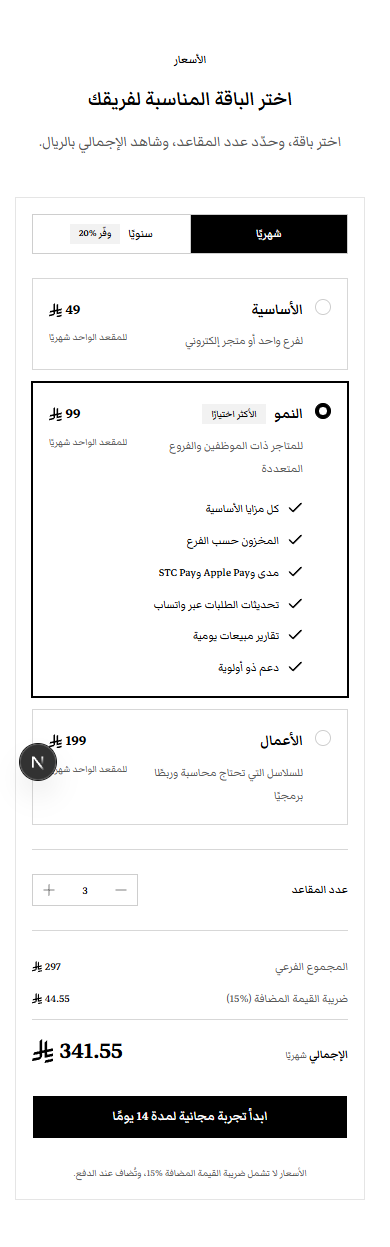 الأسعار
اختر الباقة المناسبة لفريقك
اختر باقة، وحدّد عدد المقاعد، وشاهد الإجمالي بالريال.
شهريًا
سنويًا وفّر 20%
الأساسية
49
لفرع واحد أو متجر إلكتروني
للمقعد الواحد شهريًا
النمو الأكثر اختيارًا
99
للمتاجر ذات الموظفين والفروع
المتعددة
للمقعد الواحد شهريًا
كل مزايا الأساسية
المخزون حسب الفرع
مدى وApple Pay وSTC Pay
تحديثات الطلبات عبر واتساب
تقارير مبيعات يومية
دعم ذو أولوية
الأعمال
199
للسلاسل التي تحتاج محاسبة وربطًا
برمجيًا
للمقعد الواحد شهريًا
N
عدد المقاعد
3
المجموع الفرعي
297
ضريبة القيمة المضافة (15%)
44.55
الإجمالي شهريًا
341.55
ابدأ تجربة مجانية لمدة 14 يومًا
الأسعار لا تشمل ضريبة القيمة المضافة 15%، وتُضاف عند الدفع.